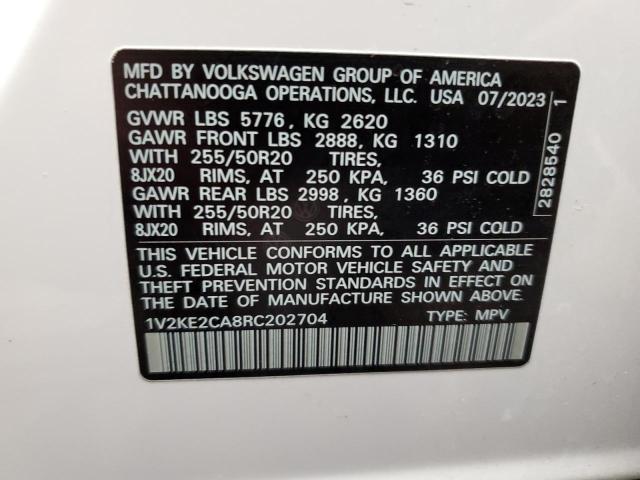 MFD BY VOLKSWAGEN GROUP OF AMERICA
CHATTANOOGA OPERATIONS, LLC. USA 07/2023
GVWR LBS 5776, KG 2620
GAWR FRONT LBS 2888, KG 1310
WITH 255/50R20 TIRES,
8JX20 RIMS, AT 250 KPA, 36 PSI COLD
GAWR REAR LBS 2998, KG 1360
WITH 255/50R20 TIRES,
8JX20 RIMS, AT 250 KPA, 36 PSI COLD
THIS VEHICLE CONFORMS TO ALL APPLICABLE
U.S. FEDERAL MOTOR VEHICLE SAFETY AND
THEFT PREVENTION STANDARDS IN EFFECT ON
THE DATE OF MANUFACTURE SHOWN ABOVE.
1V2KE2CA8RC202704 TYPE: MPV
2828540 1